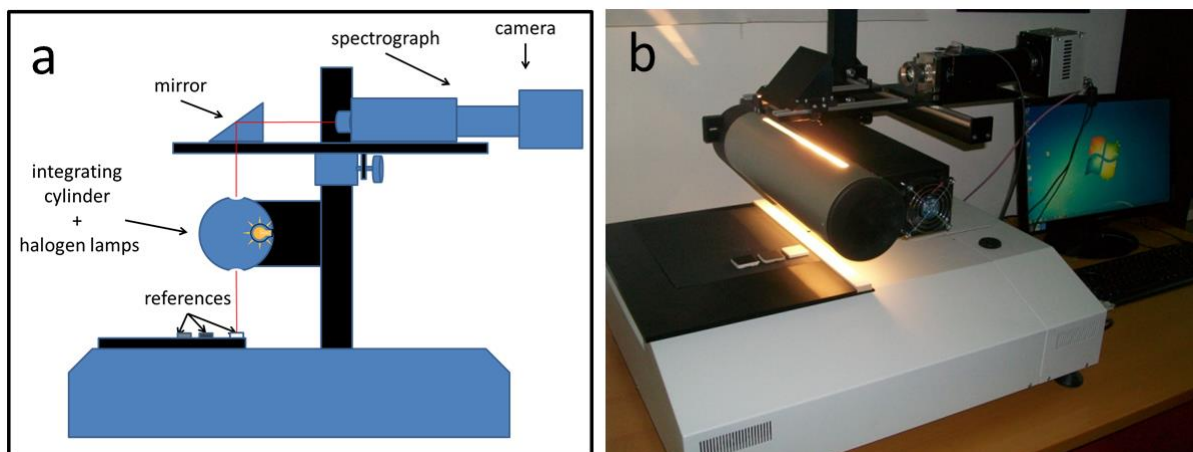 a
spectrograph
camera
mirror
integrating
cylinder
+
halogen lamps
references
b